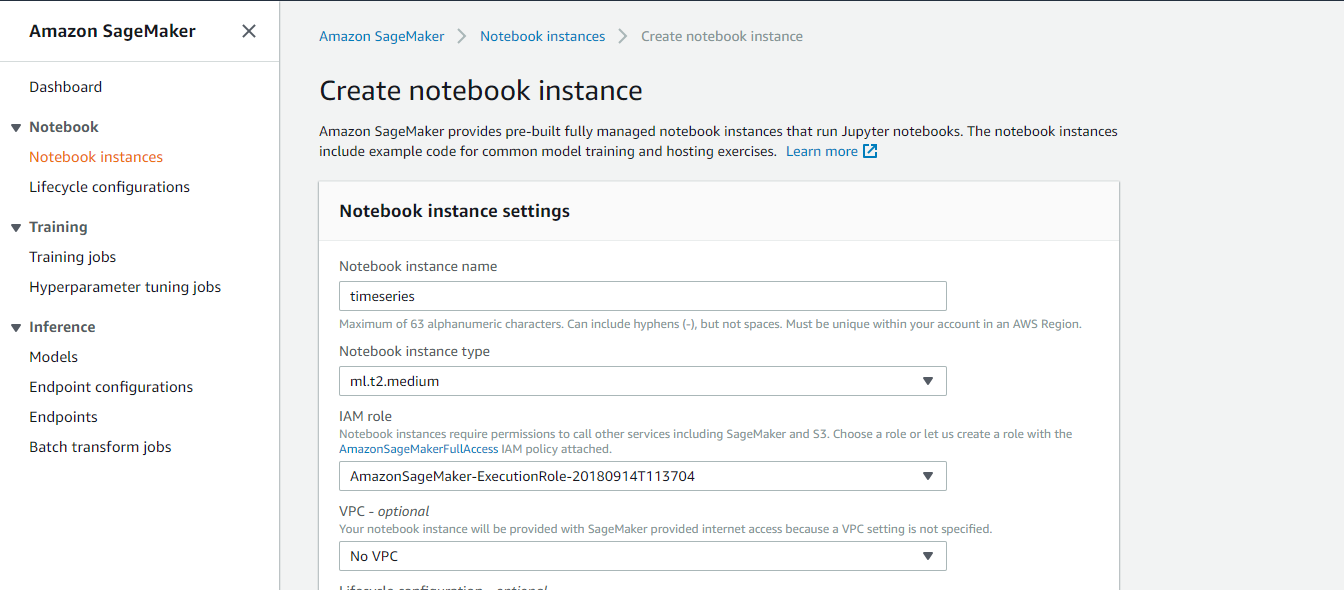 Amazon SageMaker
Dashboard
Notebook
Notebook instances
Lifecycle configurations
Training
Training jobs
Hyperparameter tuning jobs
Inference
Models
Endpoint configurations
Endpoints
Batch transform jobs
Amazon SageMaker > Notebook instances > Create notebook instance
Create notebook instance
Amazon SageMaker provides pre-built fully managed notebook instances that run Jupyter notebooks. The notebook instances
include example code for common model training and hosting exercises. Learn more
Notebook instance settings
Notebook instance name
timeseries
Maximum of 63 alphanumeric characters. Can include hyphens (-), but not spaces. Must be unique within your account in an AWS Region.
Notebook instance type
ml.t2.medium
IAM role
Notebook instances require permissions to call other services including SageMaker and S3. Choose a role or let us create a role with the
AmazonSageMakerFullAccess IAM policy attached.
AmazonSageMaker-ExecutionRole-20180914T113704
VPC - optional
Your notebook instance will be provided with SageMaker provided internet access because a VPC setting is not specified.
No VPC
Lifecycle configuration - optional